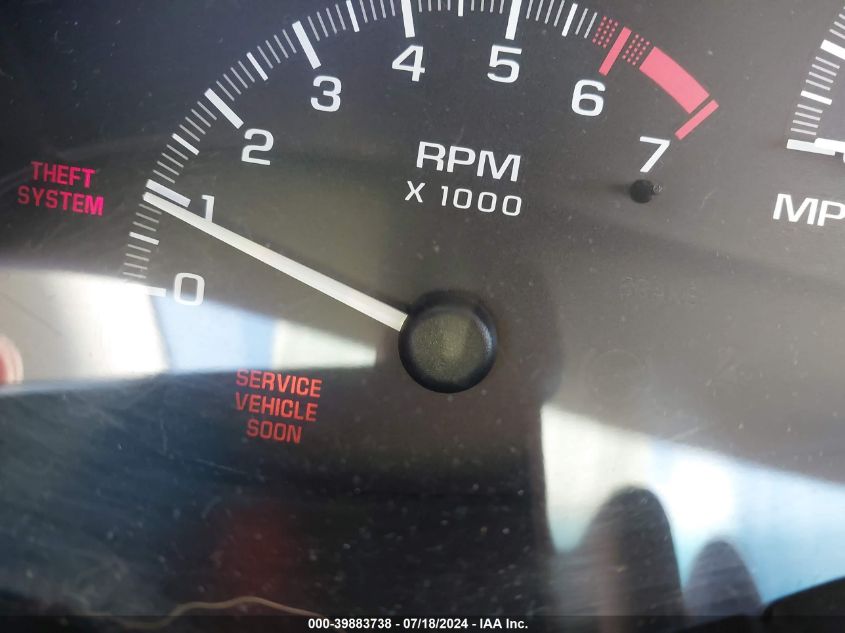 0
1
2
3
4
5
6
7
RPM
X 1000
THEFT
SYSTEM
SERVICE
VEHICLE
SOON
MP
000-39883738 - 07/18/2024 - IAA Inc.